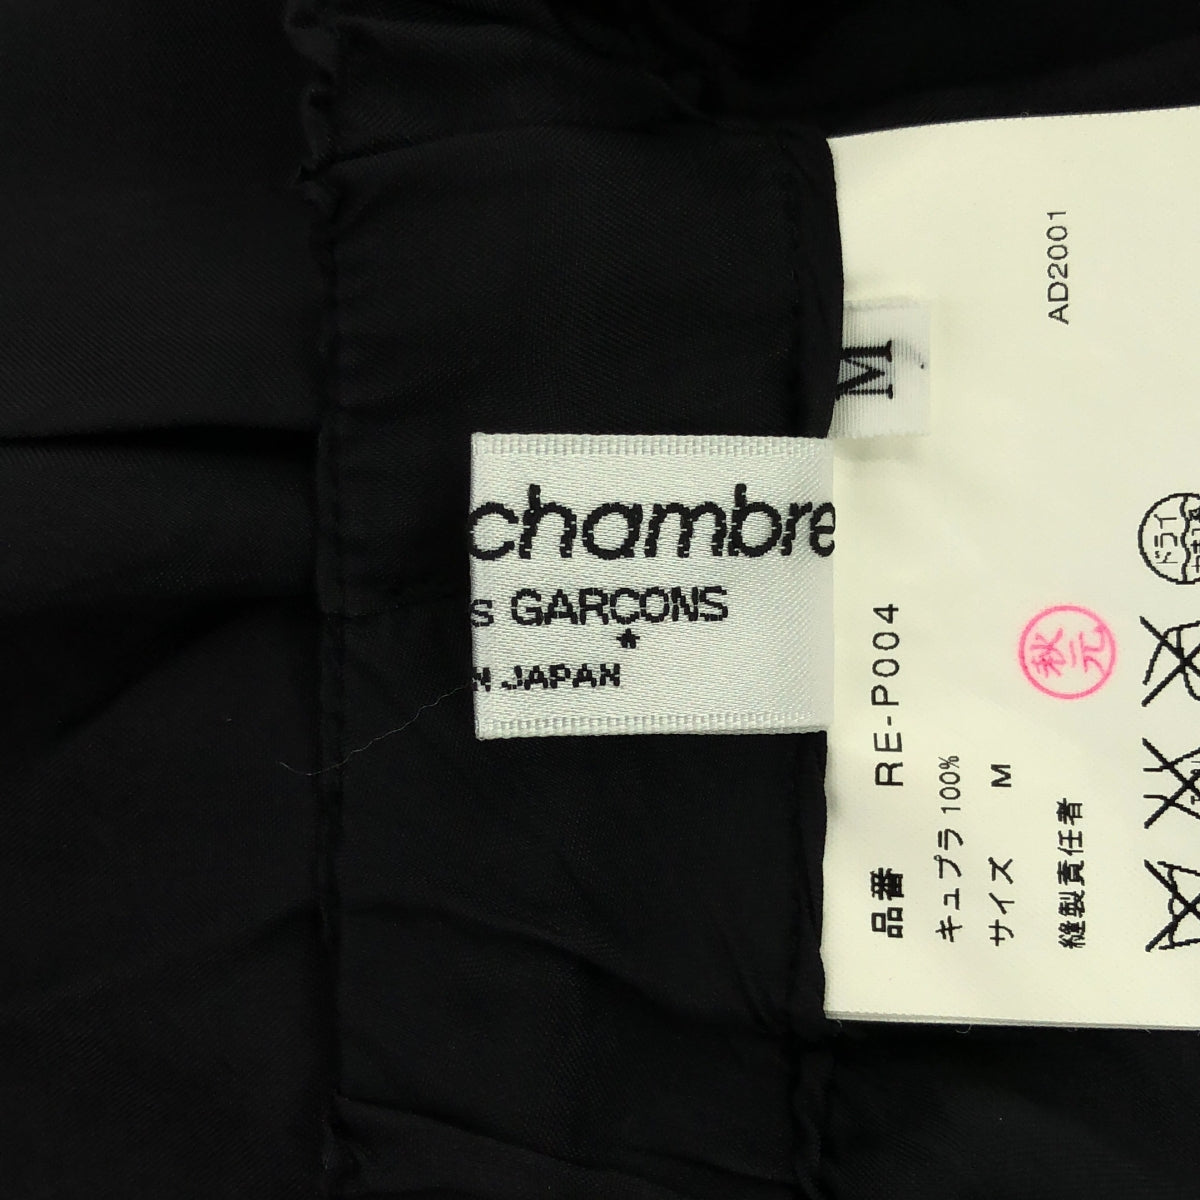 chambre
s GARCONS
*
N JAPAN
M
品番 RE-P004
キュプラ 100%
サイズ M
縫製責任者 秋元
AD2001
ドライ